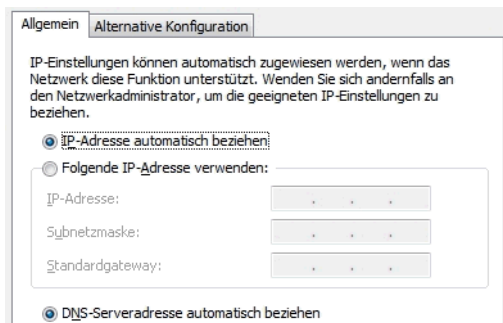 Allgemein Alternative Konfiguration
IP-Einstellungen können automatisch zugewiesen werden, wenn das
Netzwerk diese Funktion unterstützt. Wenden Sie sich andernfalls an
den Netzwerkadministrator, um die geeigneten IP-Einstellungen zu
beziehen.
IP-Adresse automatisch beziehen
Folgende IP-Adresse verwenden:
IP-Adresse:
Subnetzmaske:
Standardgateway:
DNS-Serveradresse automatisch beziehen